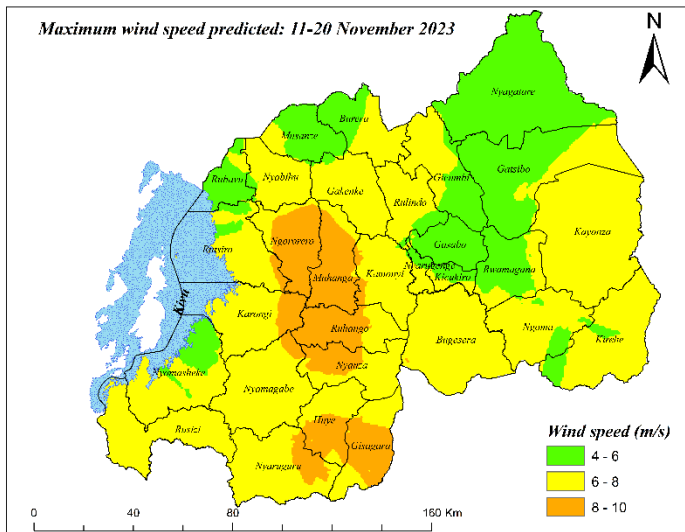 Maximum wind speed predicted: 11-20 November 2023
N
Nyagatare
Burera
Musanze
Gatsibo
Rubavu
Nyabihu
Gakenke
Rulindo
Gicumbi
Kayonza
Rutsiro
Ngororero
Muhanga
Kamonyi
Gasabo
Nyarugenge
Kicukiro
Rwamagana
Kivu
Karongi
Ruhango
Bugesera
Ngoma
Kirehe
Nyamasheke
Nyanza
Nyamagabe
Rusizi
Huye
Gisagara
Nyaruguru
Wind speed (m/s)
4 - 6
6 - 8
8 - 10
0 40 80 160 Km